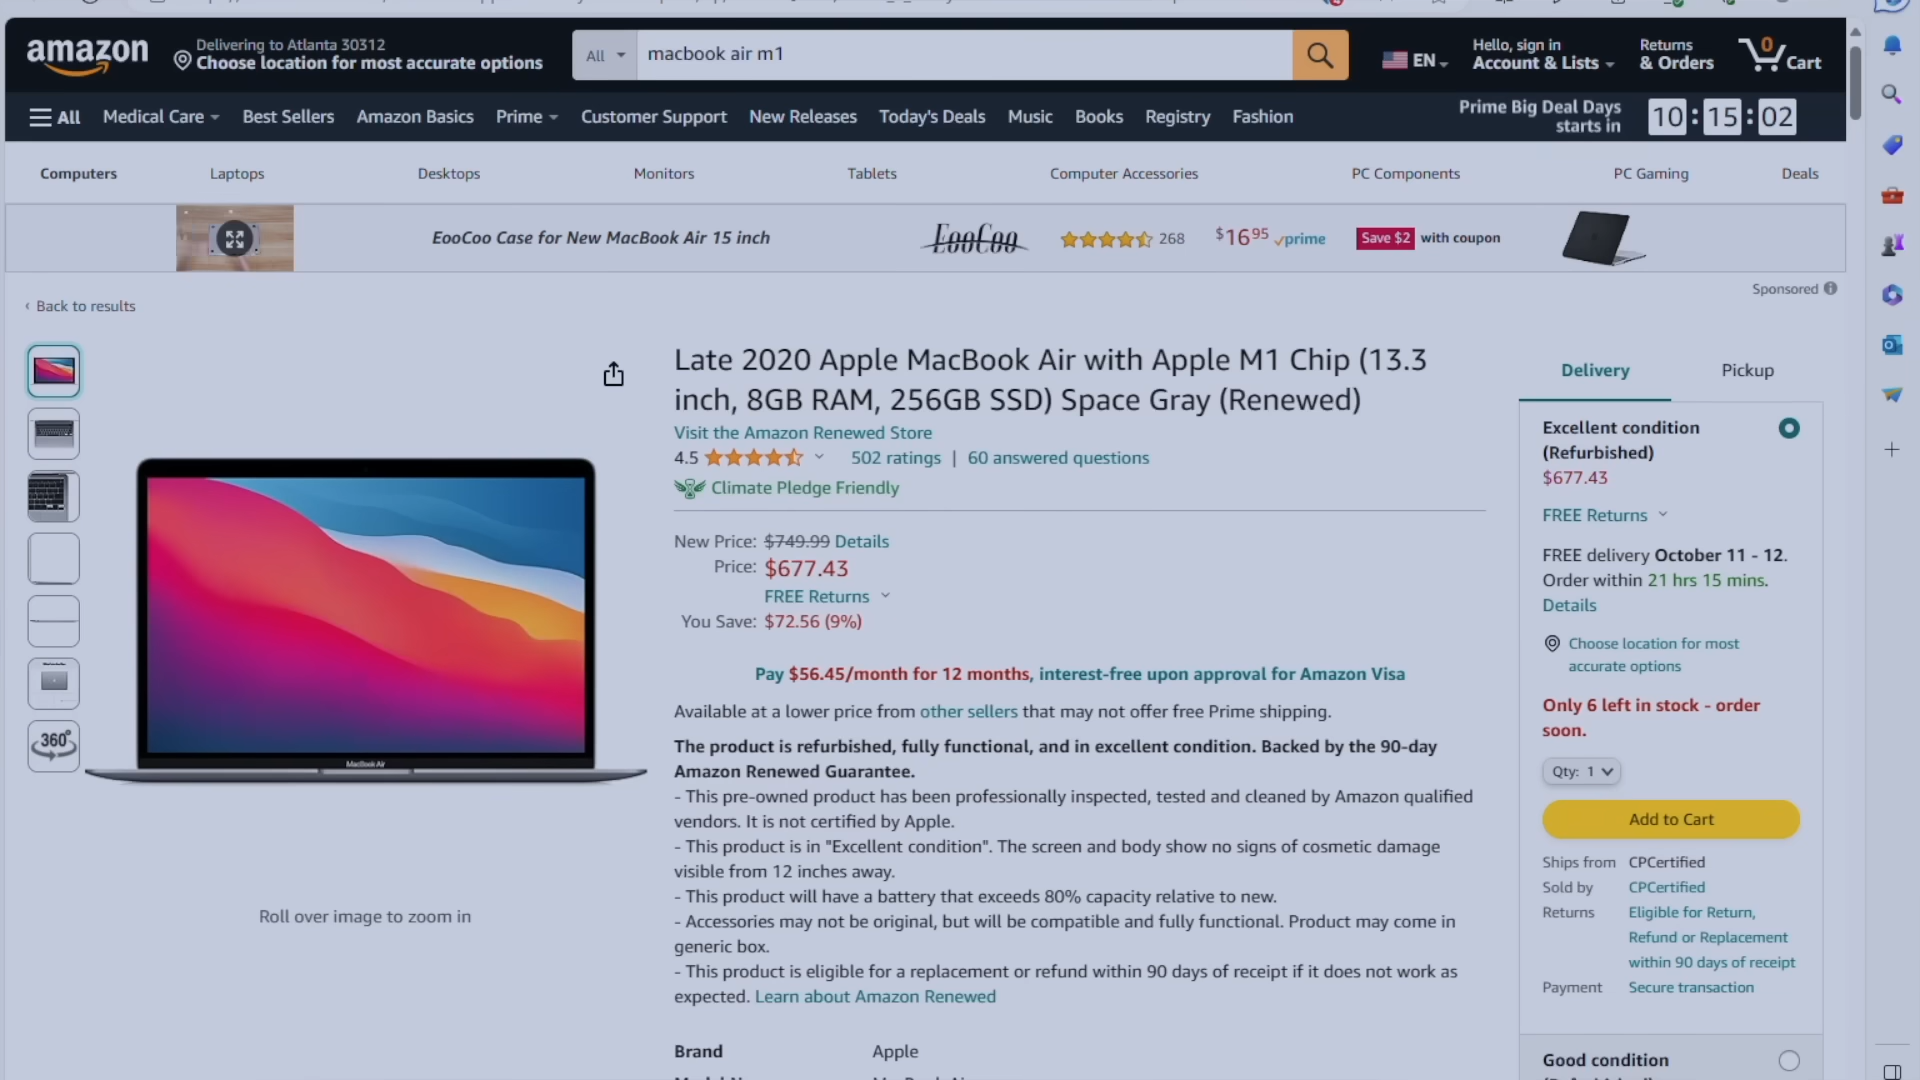 amazon
Delivering to Atlanta 30312
Choose location for most accurate options
All
macbook air m1
EN
Hello, sign in
Account & Lists
Returns
& Orders
0
Cart
All
Medical Care
Best Sellers
Amazon Basics
Prime
Customer Support
New Releases
Today's Deals
Music
Books
Registry
Fashion
Prime Big Deal Days
starts in
10 : 15 : 02
Computers
Laptops
Desktops
Monitors
Tablets
Computer Accessories
PC Components
PC Gaming
Deals
EooCoo Case for New MacBook Air 15 inch
EooCoo
268
$16 95
prime
Save $2 with coupon
Sponsored
‹ Back to results
Late 2020 Apple MacBook Air with Apple M1 Chip (13.3
inch, 8GB RAM, 256GB SSD) Space Gray (Renewed)
Visit the Amazon Renewed Store
4.5
502 ratings | 60 answered questions
Climate Pledge Friendly
New Price: $749.99 Details
Price: $677.43
FREE Returns
You Save: $72.56 (9%)
Pay $56.45/month for 12 months, interest-free upon approval for Amazon Visa
Available at a lower price from other sellers that may not offer free Prime shipping.
The product is refurbished, fully functional, and in excellent condition. Backed by the 90-day
Amazon Renewed Guarantee.
- This pre-owned product has been professionally inspected, tested and cleaned by Amazon qualified
vendors. It is not certified by Apple.
- This product is in "Excellent condition". The screen and body show no signs of cosmetic damage
visible from 12 inches away.
- This product will have a battery that exceeds 80% capacity relative to new.
- Accessories may not be original, but will be compatible and fully functional. Product may come in
generic box.
- This product is eligible for a replacement or refund within 90 days of receipt if it does not work as
expected. Learn about Amazon Renewed
Brand
Apple
360°
MacBook Air
Roll over image to zoom in
Delivery
Pickup
Excellent condition
(Refurbished)
$677.43
FREE Returns
FREE delivery October 11 - 12.
Order within 21 hrs 15 mins.
Details
Choose location for most
accurate options
Only 6 left in stock - order
soon.
Qty: 1
Add to Cart
Ships from CPCertified
Sold by CPCertified
Returns Eligible for Return,
Refund or Replacement
within 90 days of receipt
Payment Secure transaction
Good condition